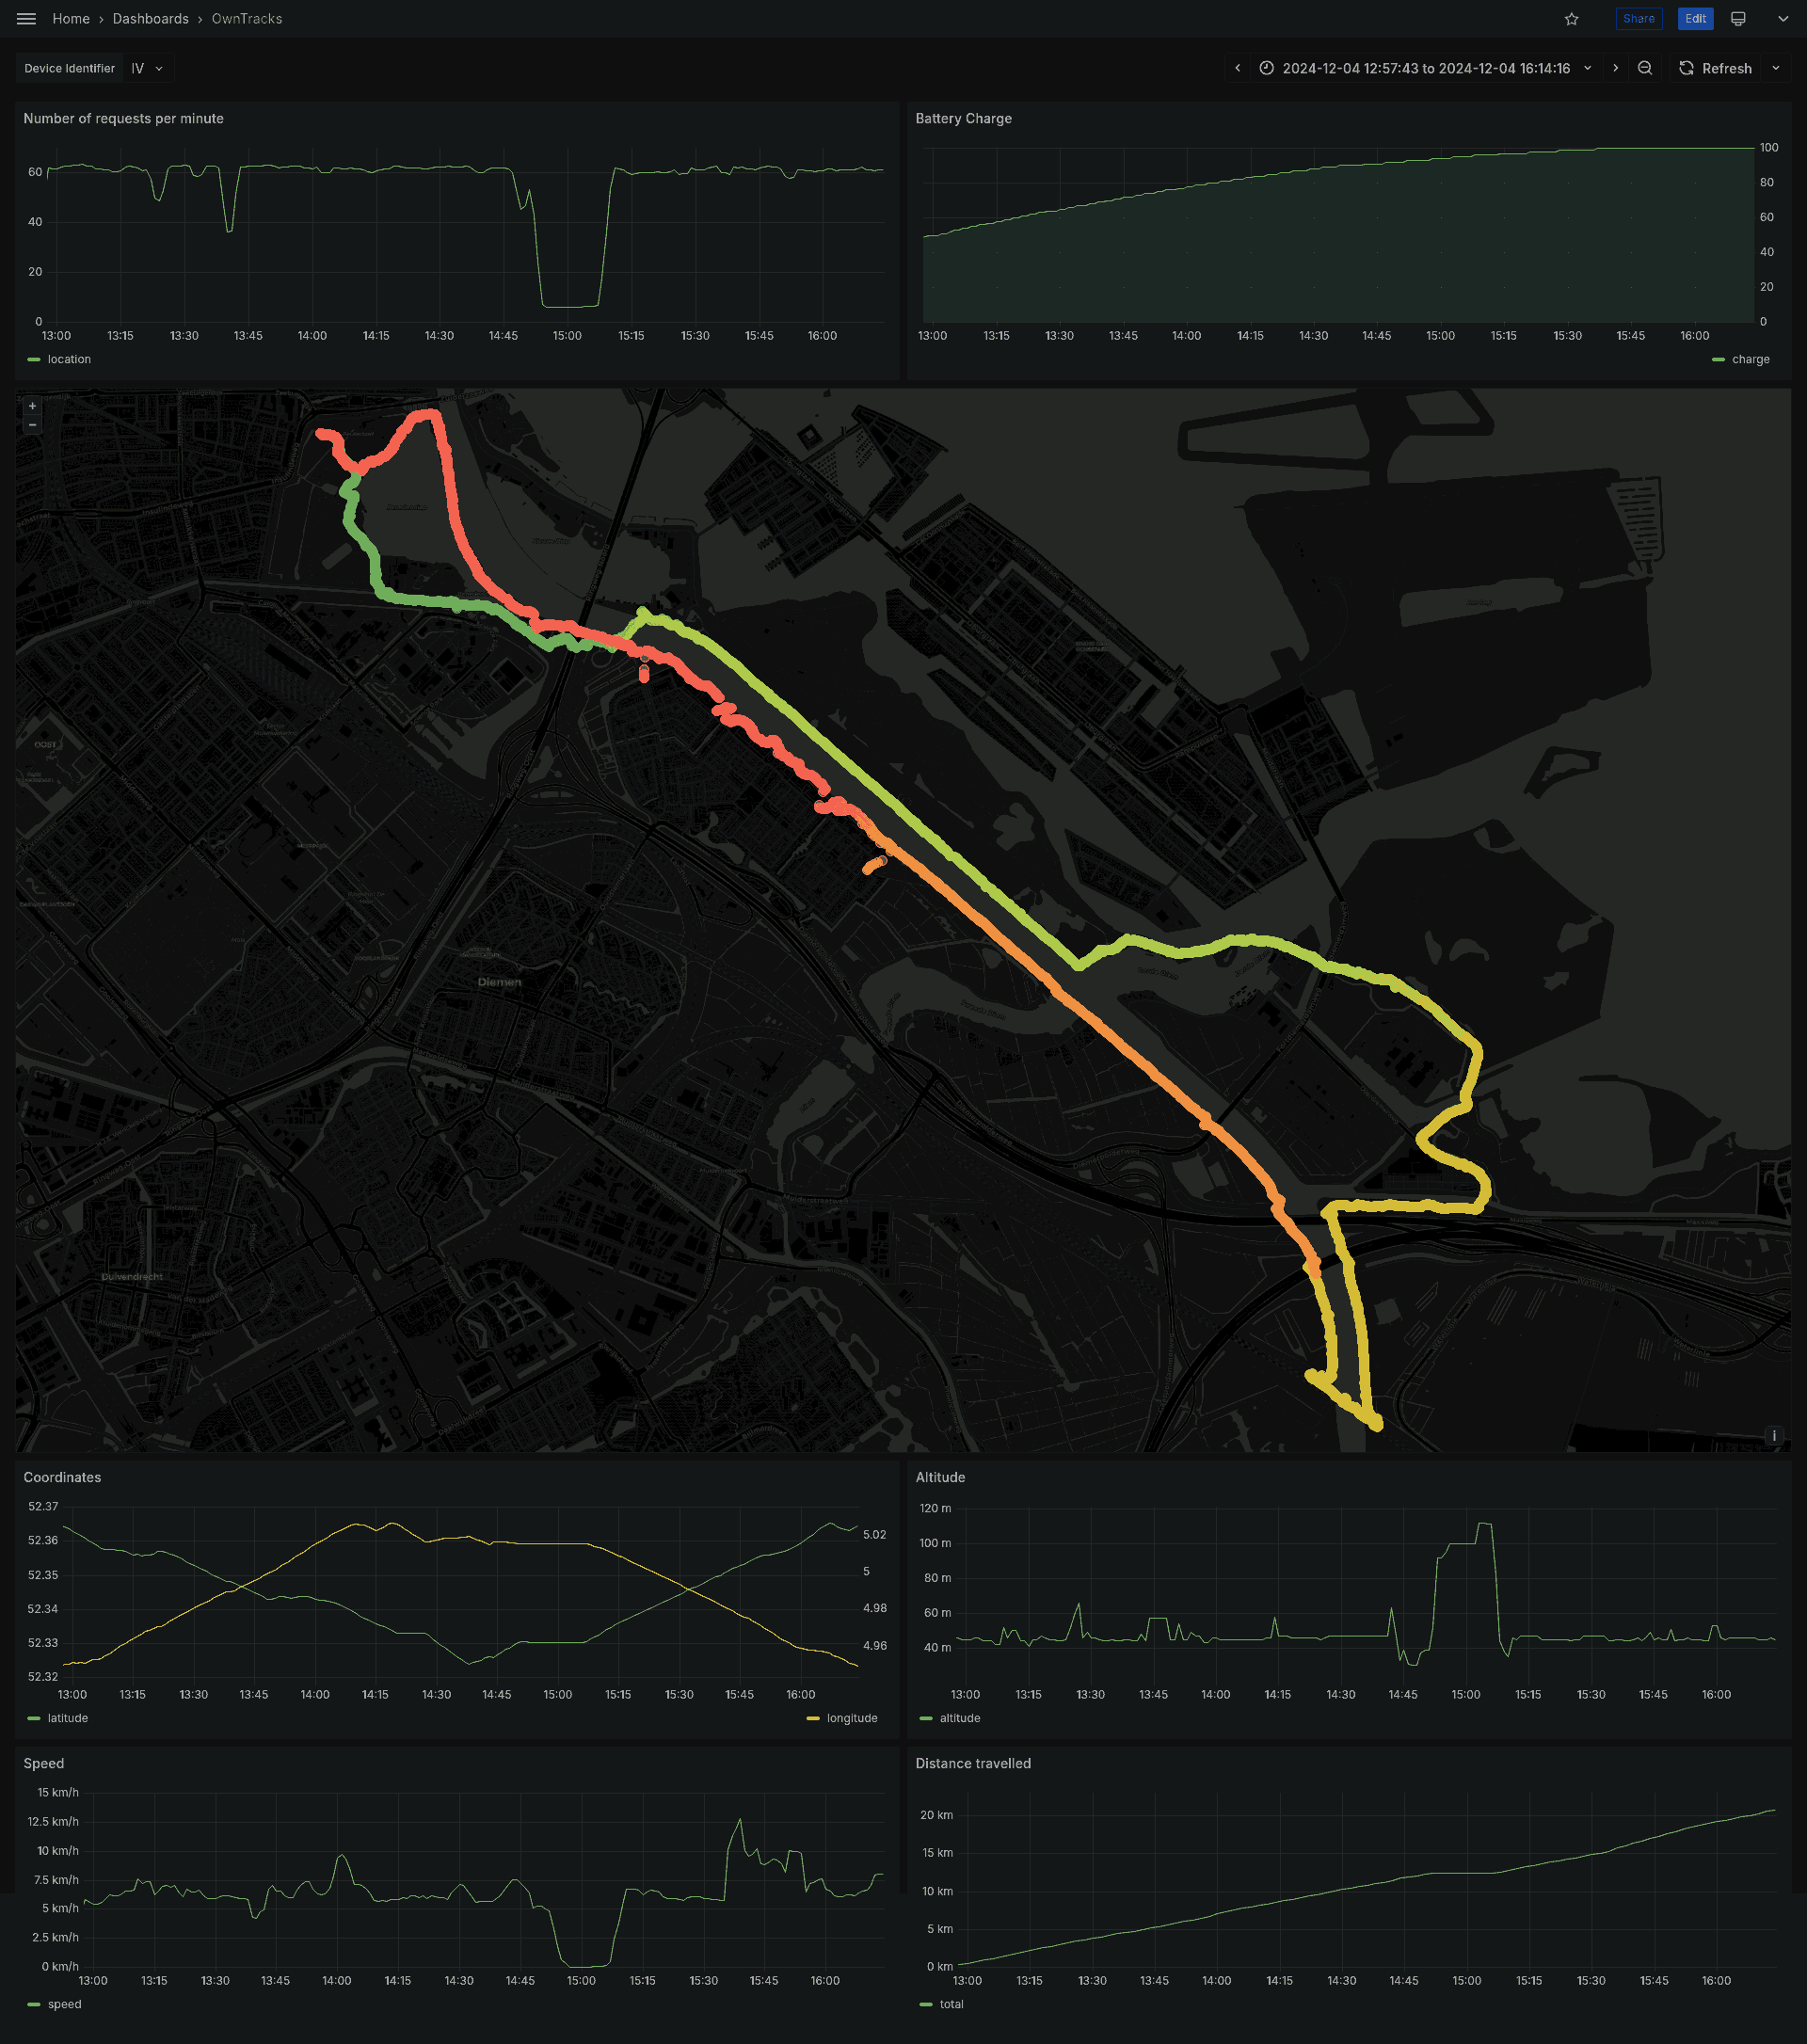 Home › Dashboards › OwnTracks
Share
Edit
Device Identifier IV
2024-12-04 12:57:43 to 2024-12-04 16:14:16
Refresh
Number of requests per minute
60
40
20
0
13:00 13:15 13:30 13:45 14:00 14:15 14:30 14:45 15:00 15:15 15:30 15:45 16:00
location
Battery Charge
100
80
60
40
20
0
13:00 13:15 13:30 13:45 14:00 14:15 14:30 14:45 15:00 15:15 15:30 15:45 16:00
charge
+
−
Diemen
Duivendrecht
i
Coordinates
52.37
52.36
52.35
52.34
52.33
52.32
5.02
5
4.98
4.96
13:00 13:15 13:30 13:45 14:00 14:15 14:30 14:45 15:00 15:15 15:30 15:45 16:00
latitude
longitude
Altitude
120 m
100 m
80 m
60 m
40 m
13:00 13:15 13:30 13:45 14:00 14:15 14:30 14:45 15:00 15:15 15:30 15:45 16:00
altitude
Speed
15 km/h
12.5 km/h
10 km/h
7.5 km/h
5 km/h
2.5 km/h
0 km/h
13:00 13:15 13:30 13:45 14:00 14:15 14:30 14:45 15:00 15:15 15:30 15:45 16:00
speed
Distance travelled
20 km
15 km
10 km
5 km
0 km
13:00 13:15 13:30 13:45 14:00 14:15 14:30 14:45 15:00 15:15 15:30 15:45 16:00
total